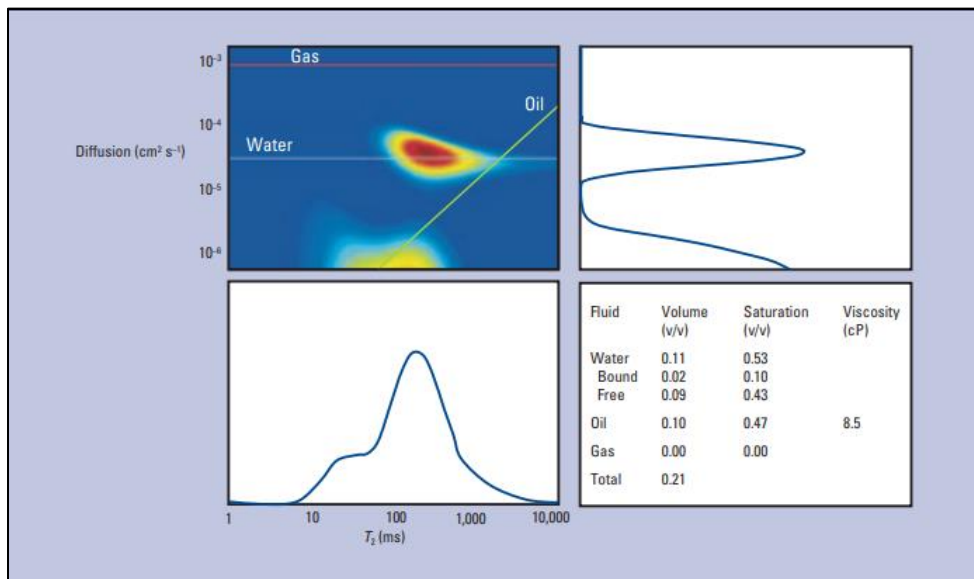 10⁻³
Gas
Oil
10⁻⁴
Diffusion (cm² s⁻¹)
Water
10⁻⁵
10⁻⁶
Fluid Volume (v/v) Saturation (v/v) Viscosity (cP)
Water 0.11 0.53
Bound 0.02 0.10
Free 0.09 0.43
Oil 0.10 0.47 8.5
Gas 0.00 0.00
Total 0.21
1 10 100 1,000 10,000
T₂ (ms)